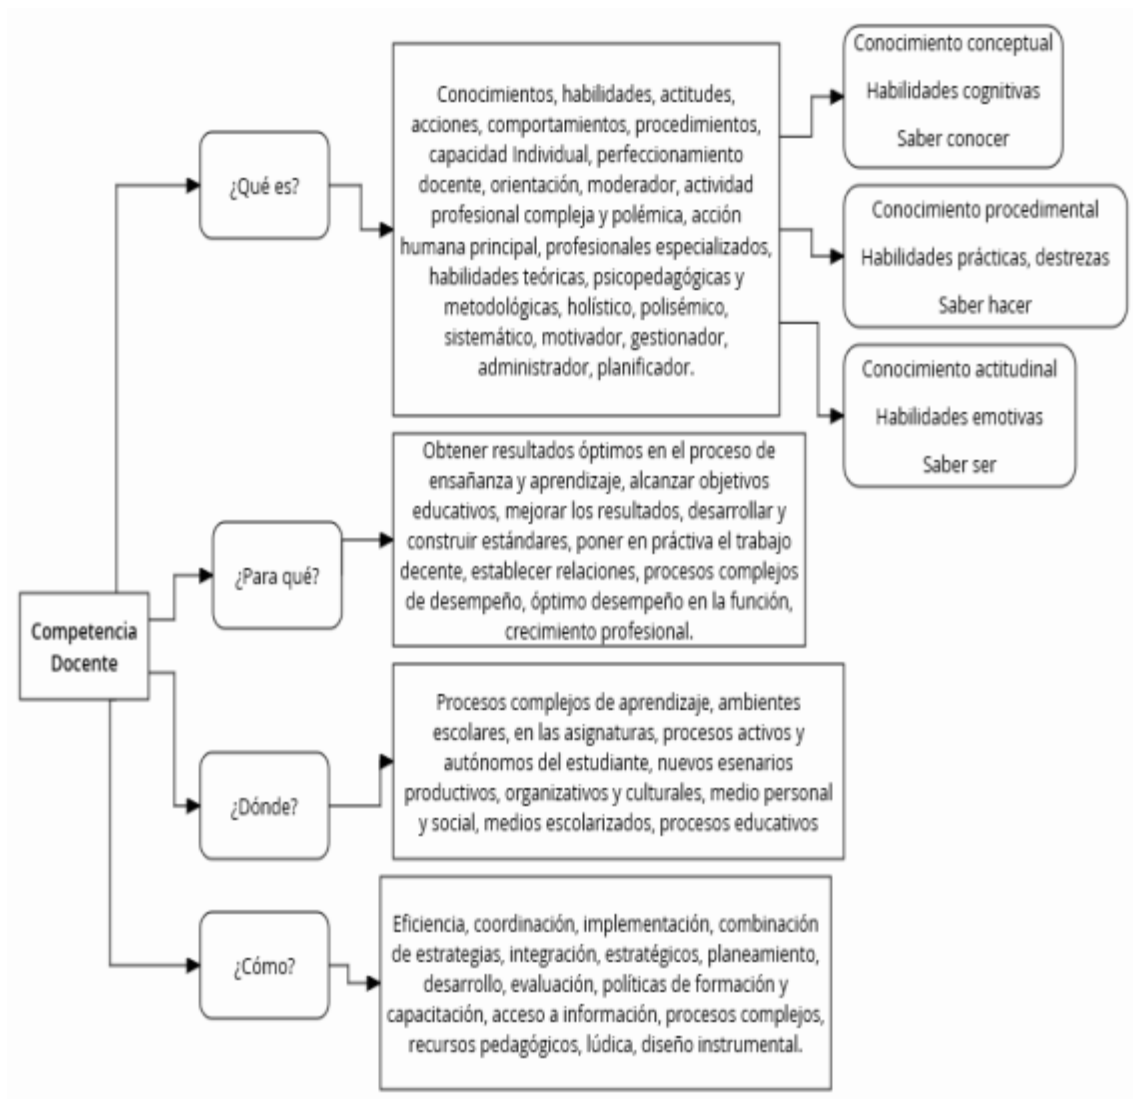 Competencia
Docente
¿Qué es?
Conocimientos, habilidades, actitudes,
acciones, comportamientos, procedimientos,
capacidad Individual, perfeccionamiento
docente, orientación, moderador, actividad
profesional compleja y polémica, acción
humana principal, profesionales especializados,
habilidades teóricas, psicopedagógicas y
metodológicas, holístico, polisémico,
sistemático, motivador, gestionador,
administrador, planificador.
Conocimiento conceptual
Habilidades cognitivas
Saber conocer
Conocimiento procedimental
Habilidades prácticas, destrezas
Saber hacer
Conocimiento actitudinal
Habilidades emotivas
Saber ser
¿Para qué?
Obtener resultados óptimos en el proceso de
ensañanza y aprendizaje, alcanzar objetivos
educativos, mejorar los resultados, desarrollar y
construir estándares, poner en práctiva el trabajo
decente, establecer relaciones, procesos complejos
de desempeño, óptimo desempeño en la función,
crecimiento profesional.
¿Dónde?
Procesos complejos de aprendizaje, ambientes
escolares, en las asignaturas, procesos activos y
autónomos del estudiante, nuevos esenarios
productivos, organizativos y culturales, medio personal
y social, medios escolarizados, procesos educativos
¿Cómo?
Eficiencia, coordinación, implementación, combinación
de estrategias, integración, estratégicos, planeamiento,
desarrollo, evaluación, políticas de formación y
capacitación, acceso a información, procesos complejos,
recursos pedagógicos, lúdica, diseño instrumental.